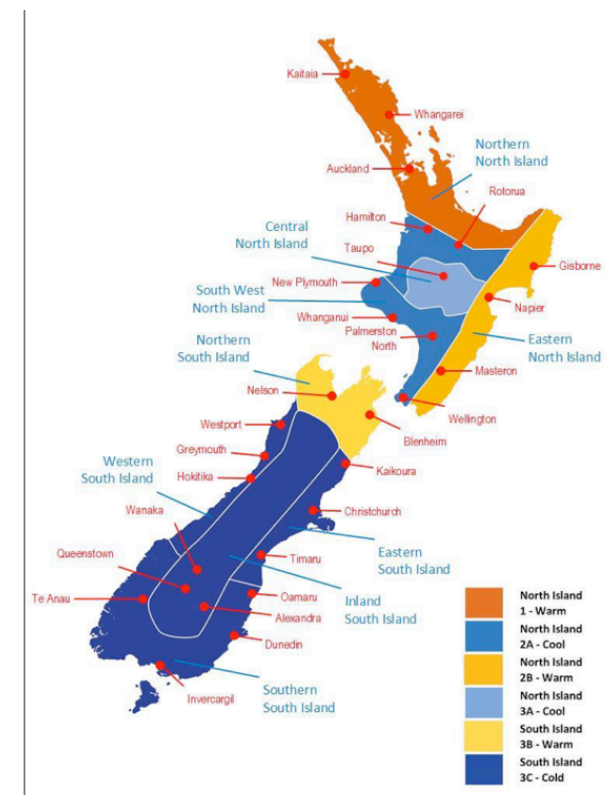 Kaitaia
Whangarei
Northern
North Island
Auckland
Rotorua
Hamilton
Central
North Island
Taupo
Gisborne
New Plymouth
South West
North Island
Napier
Whanganui
Palmerston
North
Eastern
North Island
Northern
South Island
Masteron
Nelson
Wellington
Westport
Blenheim
Greymouth
Kaikoura
Western
South Island
Hokitika
Wanaka
Christchurch
Queenstown
Eastern
South Island
Timaru
Te Anau
Oamaru
Inland
South Island
Alexandra
Dunedin
Southern
South Island
Invercargil
North Island
1 - Warm
North Island
2A - Cool
North Island
2B - Warm
North Island
3A - Cool
South Island
3B - Warm
South Island
3C - Cold